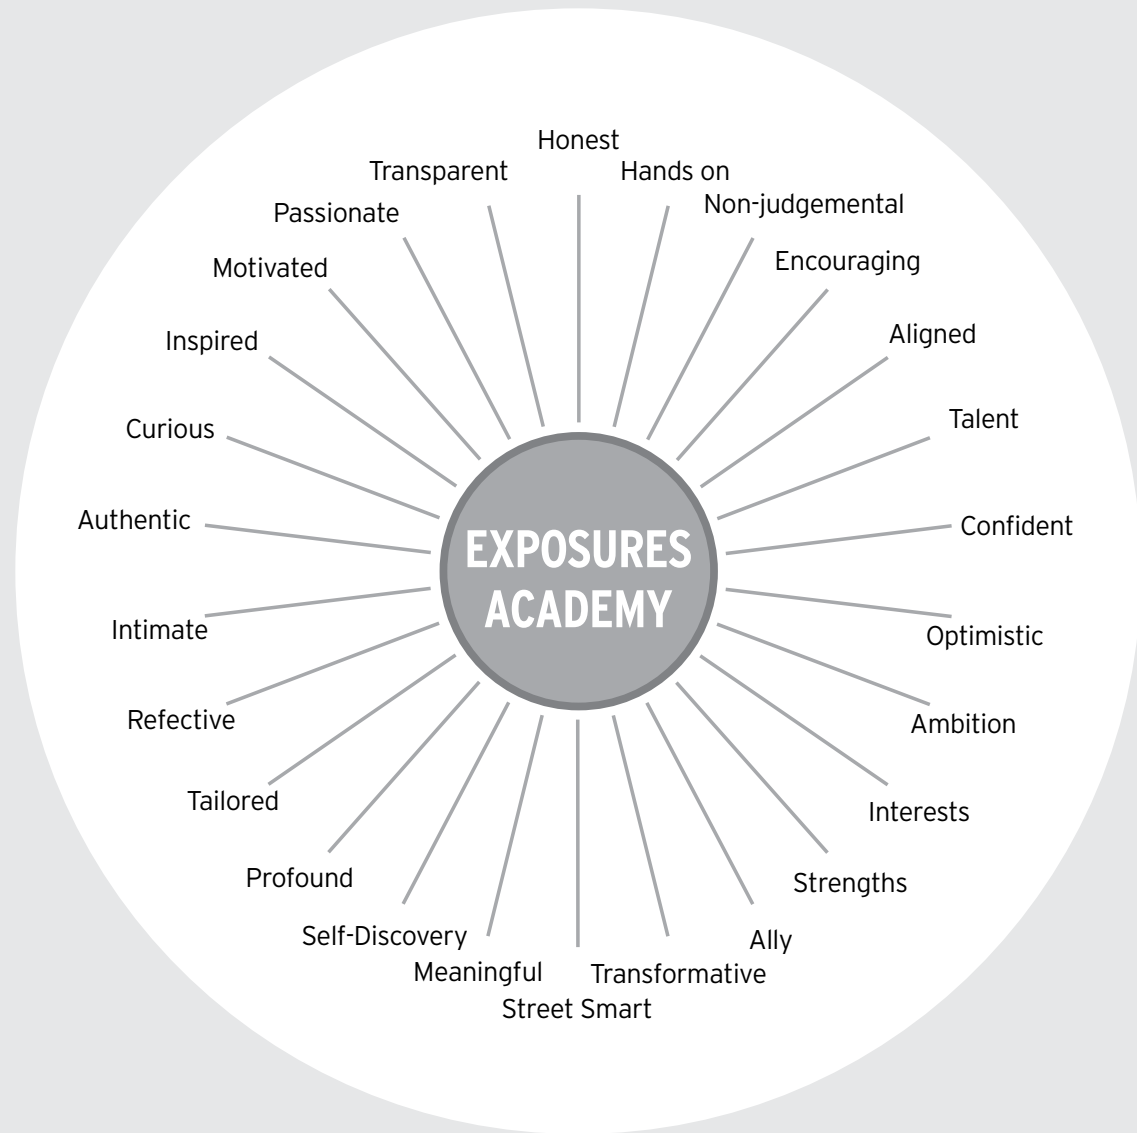 Honest
Hands on
Non-judgemental
Encouraging
Aligned
Talent
Confident
Optimistic
Ambition
Interests
Strengths
Ally
Transformative
Street Smart
Meaningful
Self-Discovery
Profound
Tailored
Refective
Intimate
Authentic
Curious
Inspired
Motivated
Passionate
Transparent
EXPOSURES
ACADEMY